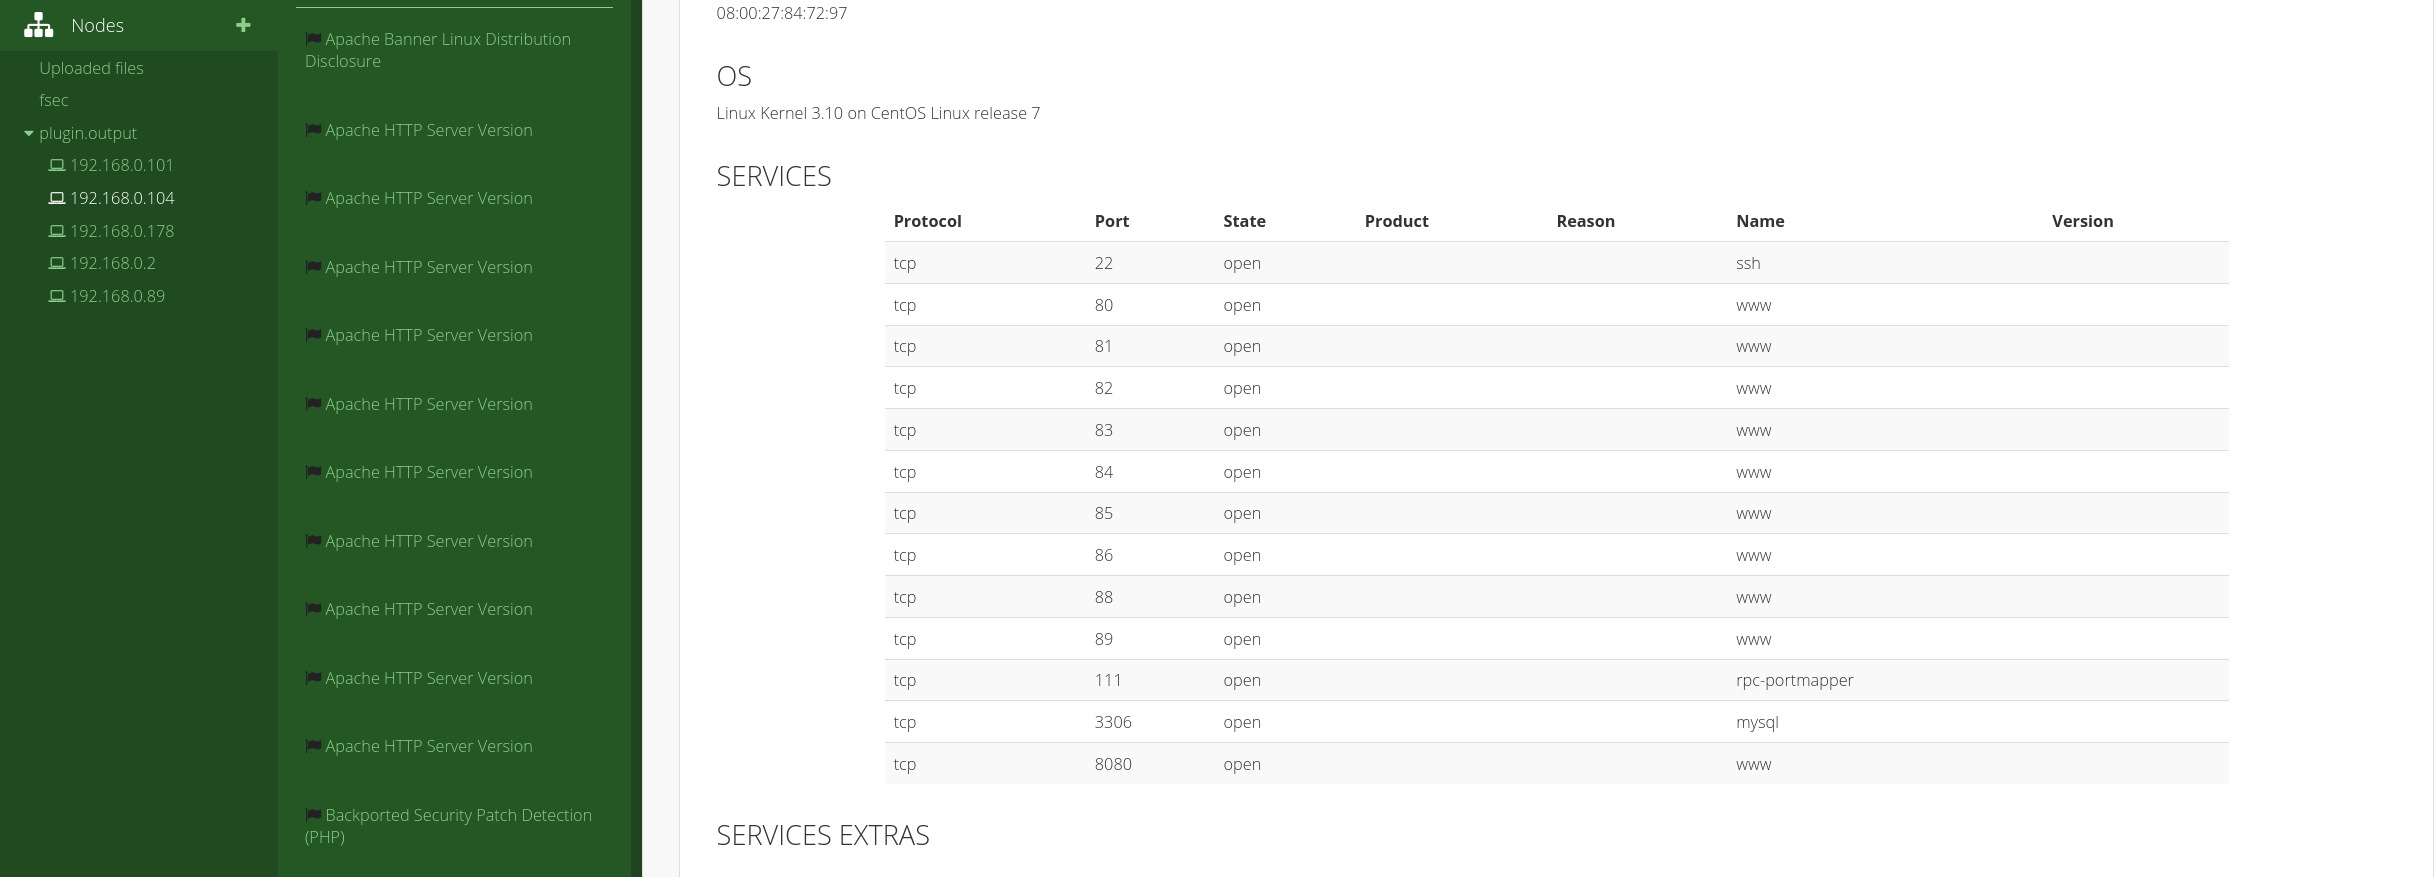 Nodes
Uploaded files
fsec
plugin.output
192.168.0.101
192.168.0.104
192.168.0.178
192.168.0.2
192.168.0.89
Apache Banner Linux Distribution
Disclosure
Apache HTTP Server Version
Apache HTTP Server Version
Apache HTTP Server Version
Apache HTTP Server Version
Apache HTTP Server Version
Apache HTTP Server Version
Apache HTTP Server Version
Apache HTTP Server Version
Apache HTTP Server Version
Apache HTTP Server Version
Backported Security Patch Detection
(PHP)
08:00:27:84:72:97
OS
Linux Kernel 3.10 on CentOS Linux release 7
SERVICES
Protocol Port State Product Reason Name Version
tcp 22 open ssh
tcp 80 open www
tcp 81 open www
tcp 82 open www
tcp 83 open www
tcp 84 open www
tcp 85 open www
tcp 86 open www
tcp 88 open www
tcp 89 open www
tcp 111 open rpc-portmapper
tcp 3306 open mysql
tcp 8080 open www
SERVICES EXTRAS